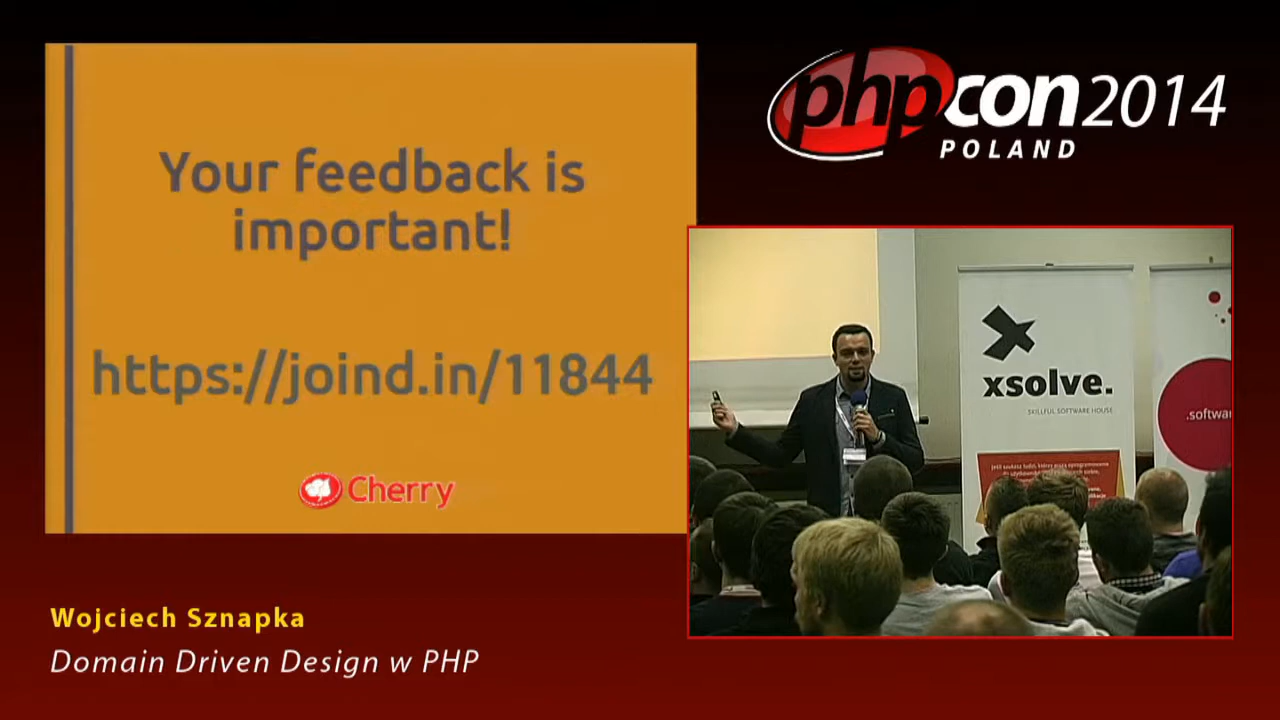 Your feedback is
important!
https://joind.in/11844
Cherry
phpcon2014
POLAND
xsolve.
SKILLFUL SOFTWARE HOUSE
.softwar
Wojciech Sznapka
Domain Driven Design w PHP